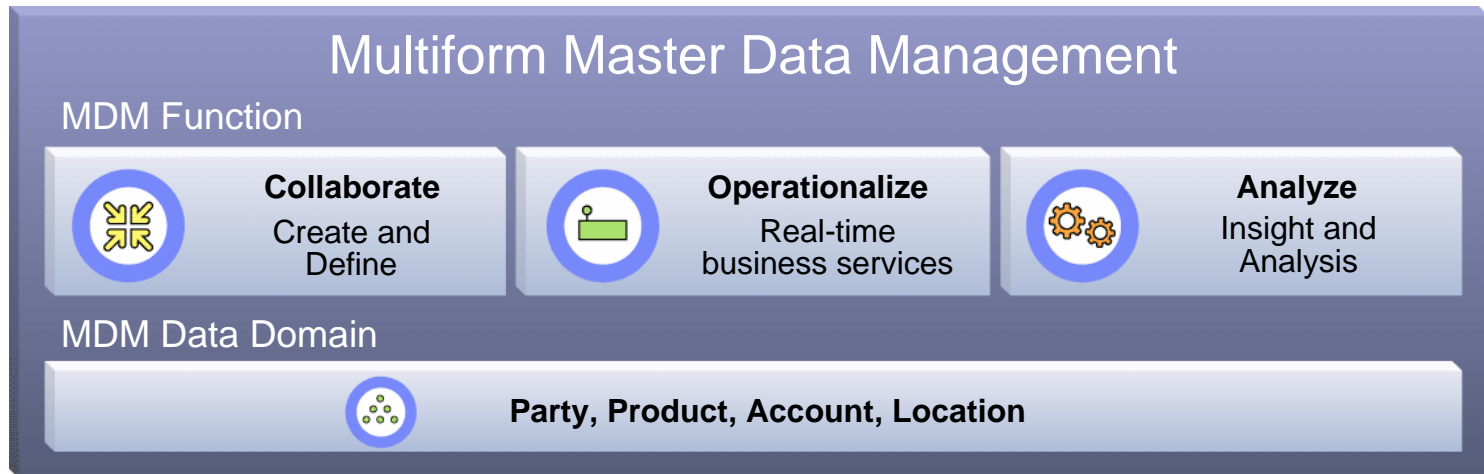 Multiform Master Data Management
MDM Function
Collaborate
Create and
Define
Operationalize
Real-time
business services
Analyze
Insight and
Analysis
MDM Data Domain
Party, Product, Account, Location